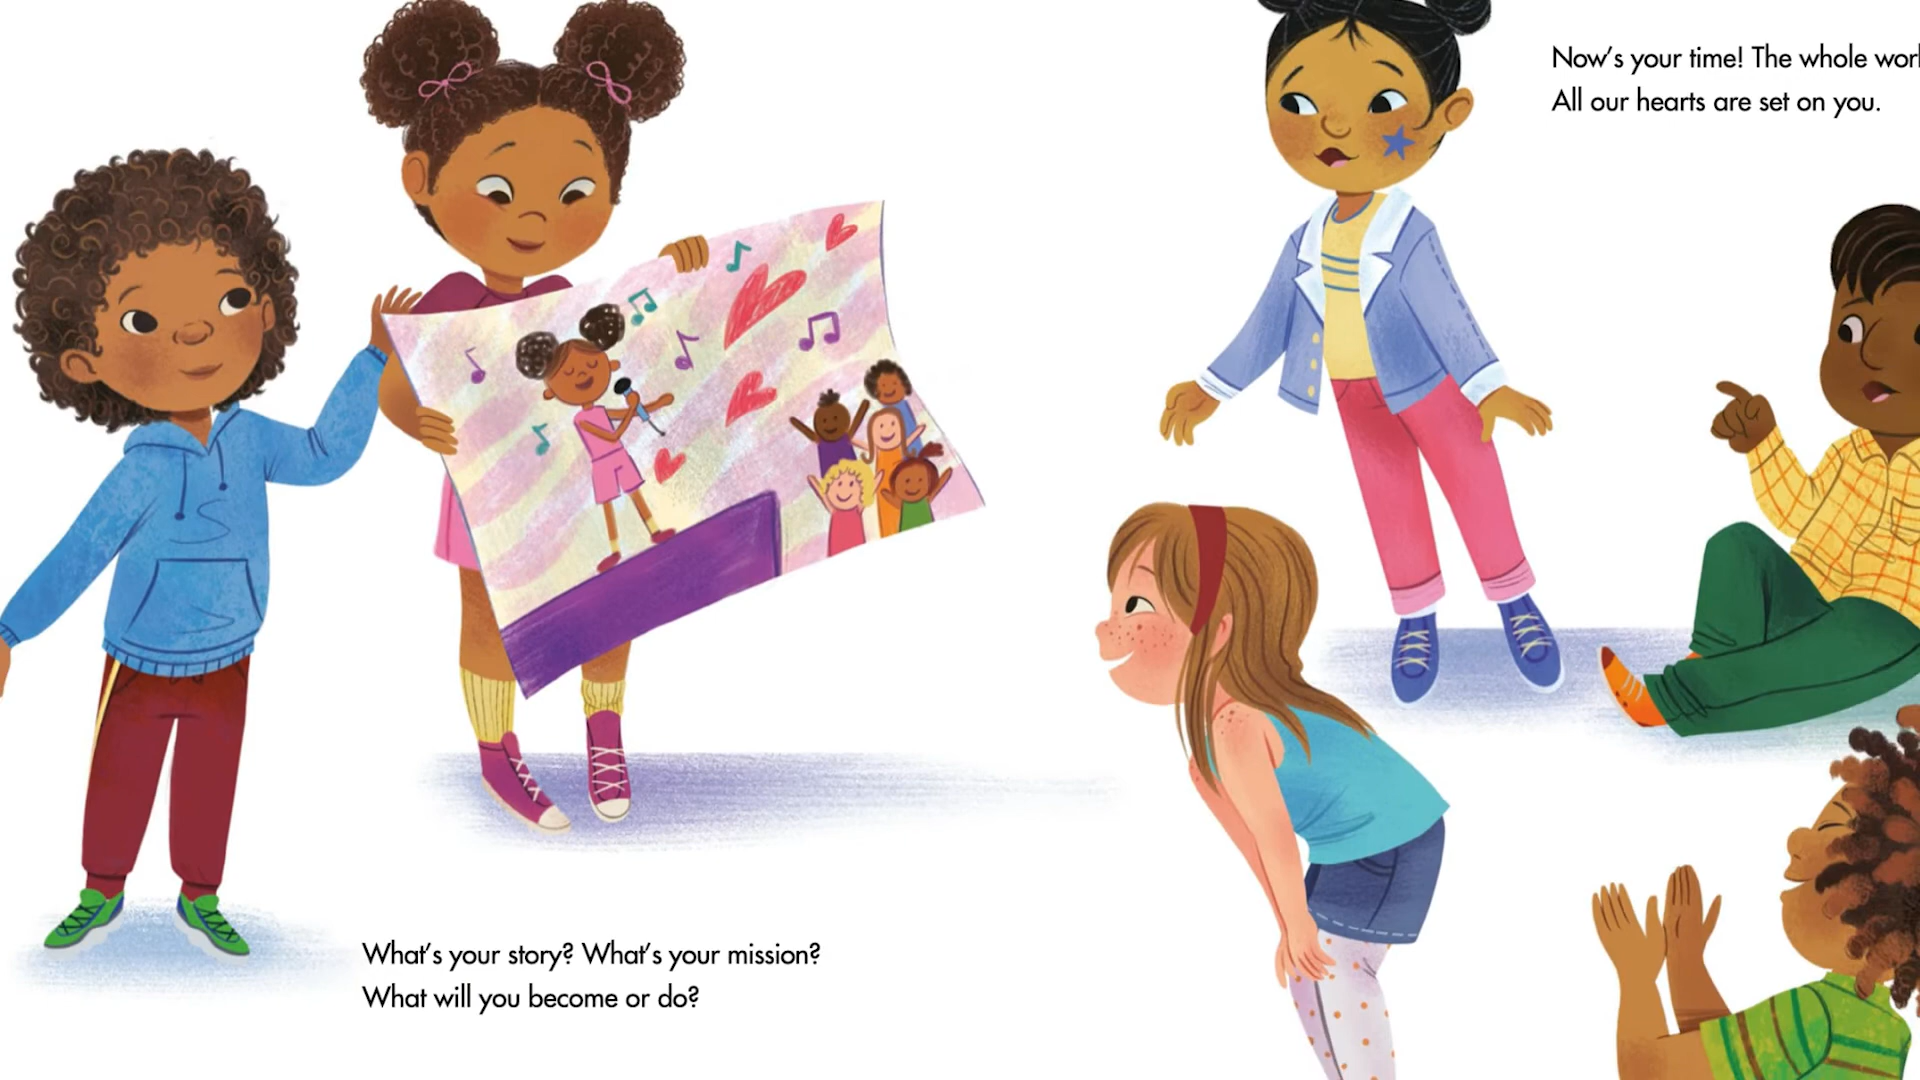 What's your story? What's your mission?
What will you become or do?
Now's your time! The whole
All our hearts are set on you.